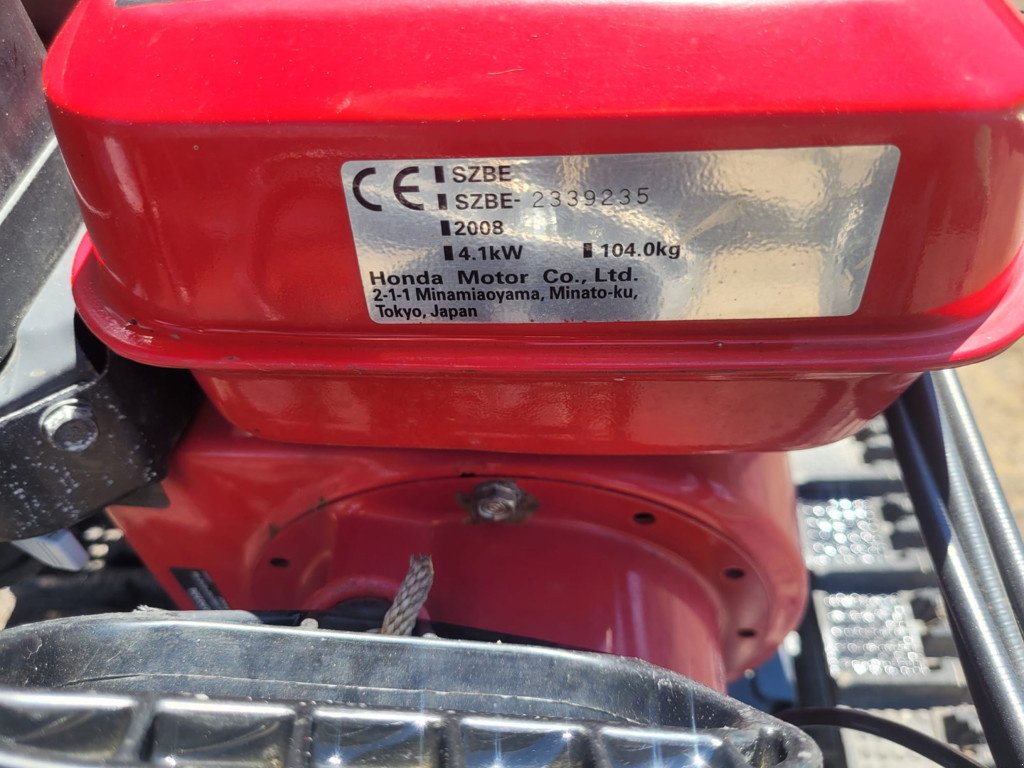 CE SZBE
SZBE- 2339235
2008
4.1kW 104.0kg
Honda Motor Co., Ltd.
2-1-1 Minamiaoyama, Minato-ku,
Tokyo, Japan